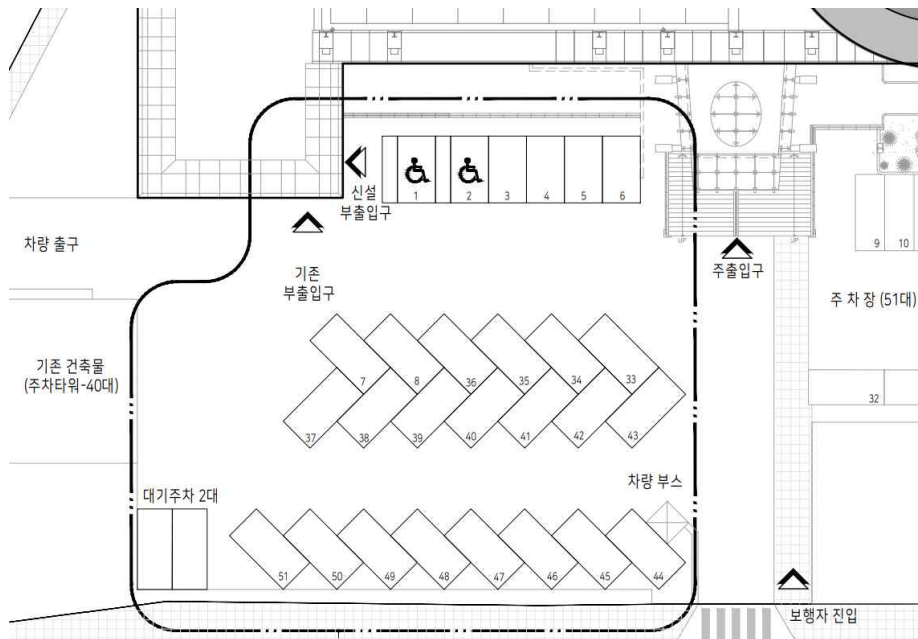 1 2 3 4 5 6
신설
부출입구
차량 출구
기존
부출입구
UP
UP
주출입구
9 10
주 차 장 (51대)
기존 건축물
(주차타워-40대)
7 8 36 35 34 33
32
37 38 39 40 41 42 43
차량 부스
대기주차 2대
51 50 49 48 47 46 45 44
보행자 진입